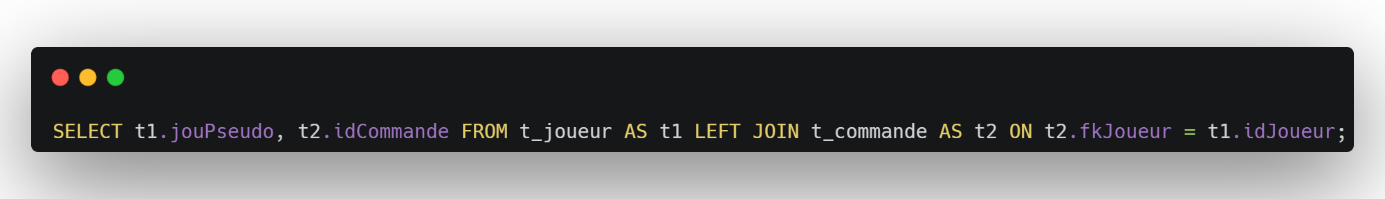 SELECT t1.jouPseudo, t2.idCommande FROM t_joueur AS t1 LEFT JOIN t_commande AS t2 ON t2.fkJoueur = t1.idJoueur;